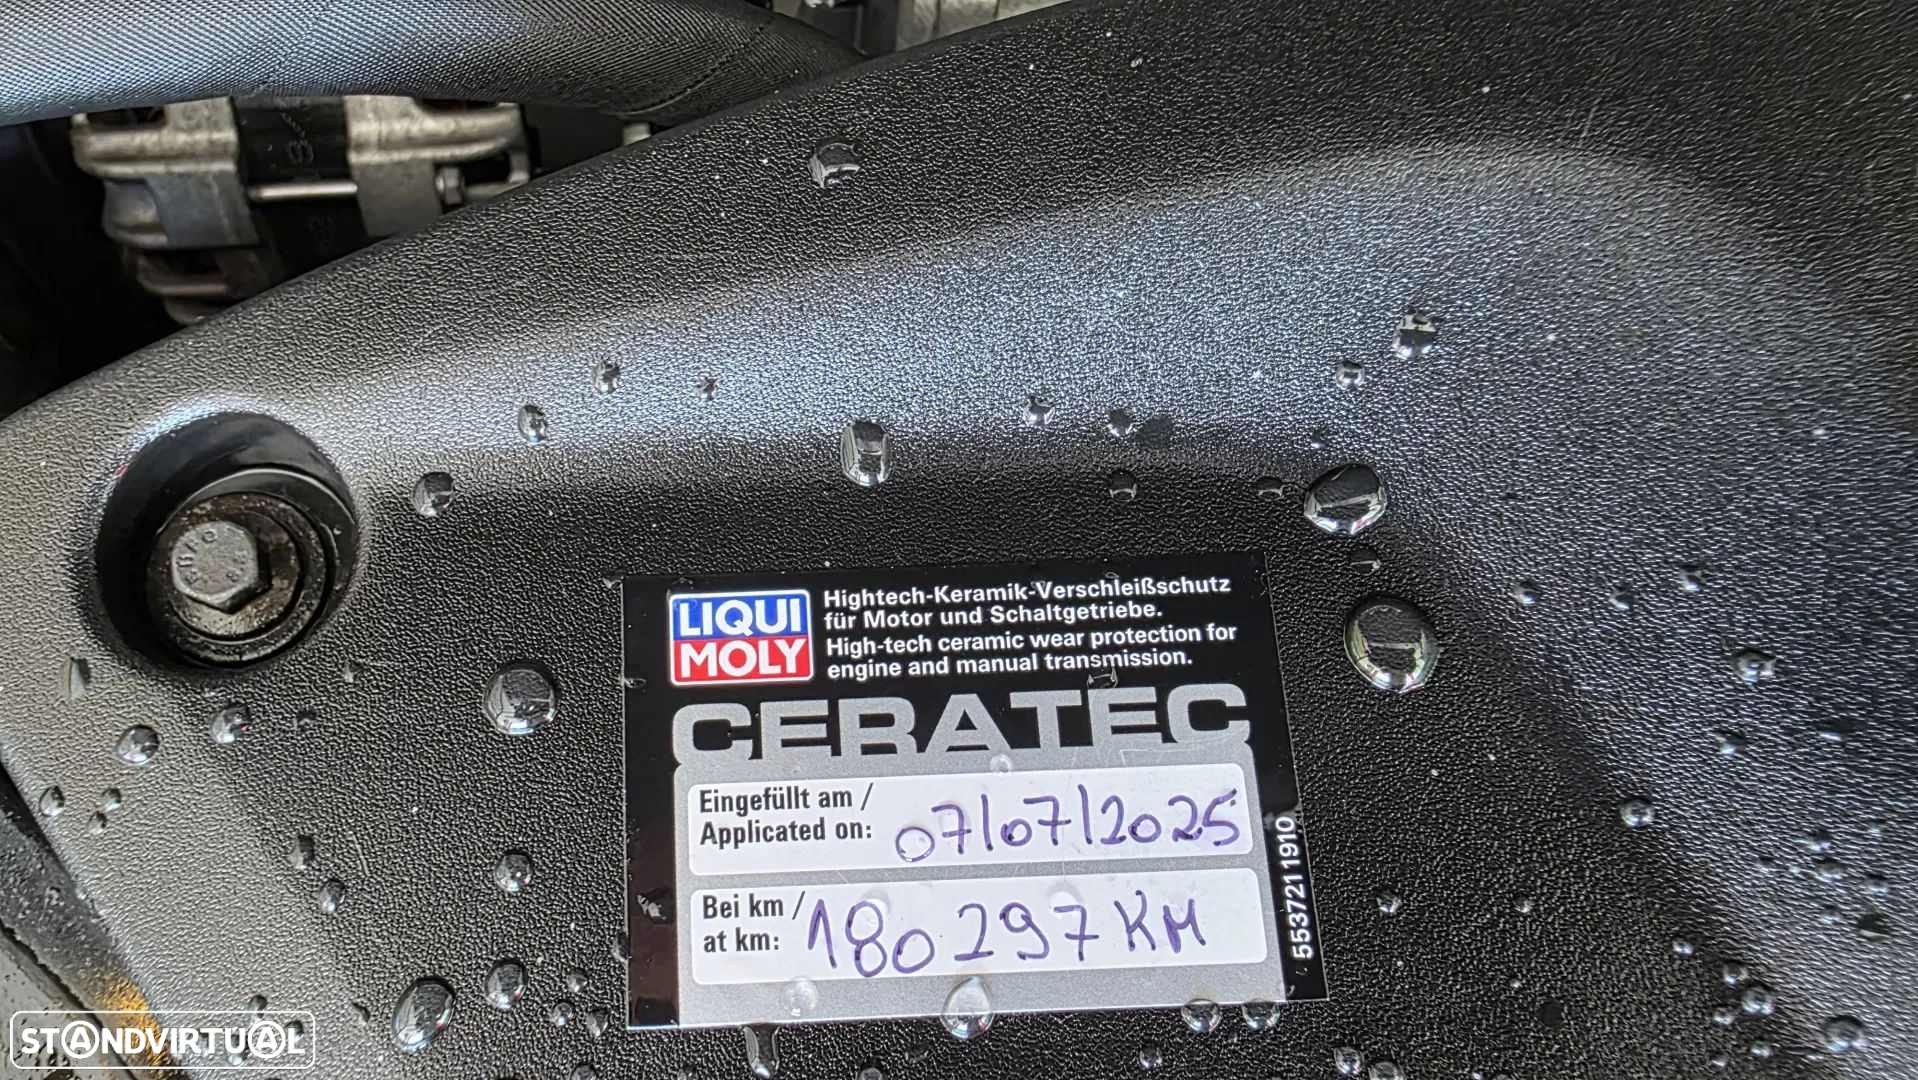 LIQUI
MOLY
Hightech-Keramik-Verschleißschutz
für Motor und Schaltgetriebe.
High-tech ceramic wear protection for
engine and manual transmission.
CERATEC
Eingefüllt am /
Applicated on: 07/07/2025
Bei km /
at km: 180 297 KM
5537211910
STANDVIRTUAL